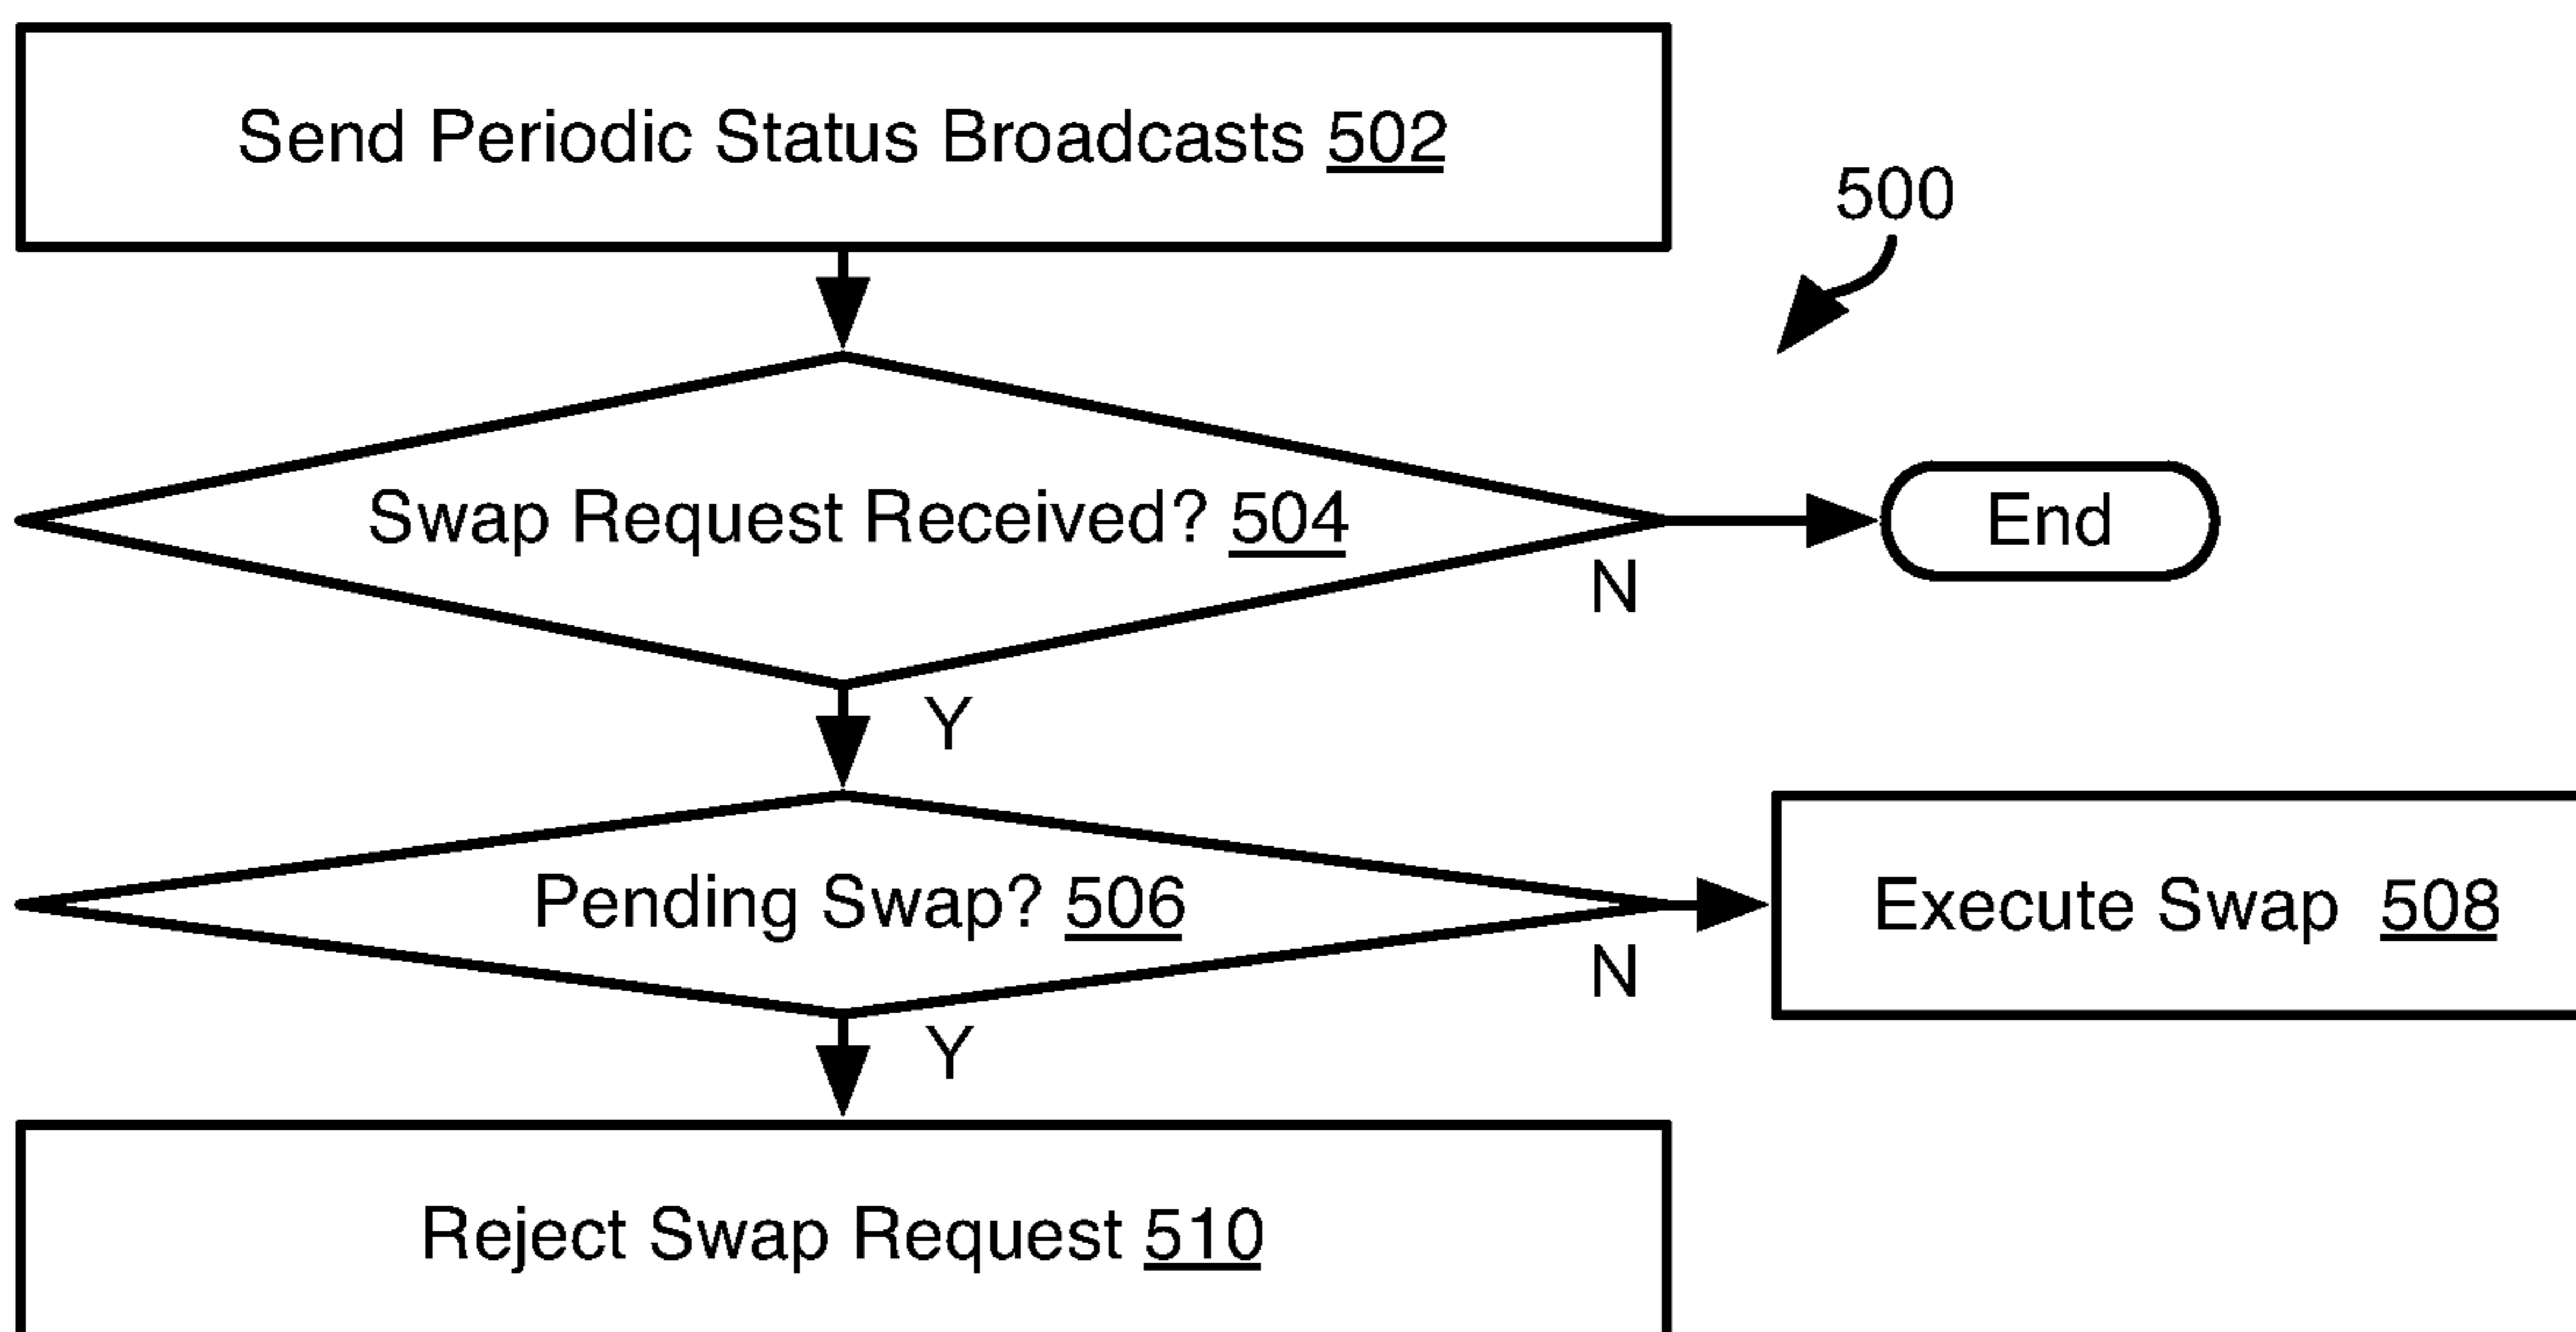 Send Periodic Status Broadcasts 502
500
Swap Request Received? 504
End
N
Y
Pending Swap? 506
Execute Swap 508
N
Y
Reject Swap Request 510